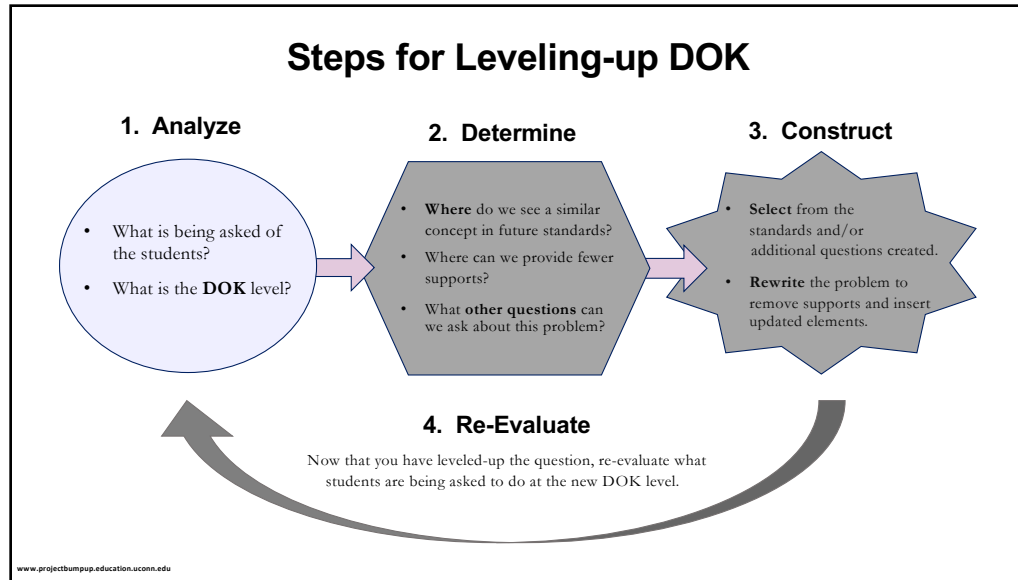 Steps for Leveling-up DOK
1. Analyze
• What is being asked of
the students?
• What is the DOK level?
2. Determine
• Where do we see a similar
concept in future standards?
• Where can we provide fewer
supports?
• What other questions can
we ask about this problem?
3. Construct
• Select from the
standards and/or
additional questions created.
• Rewrite the problem to
remove supports and insert
updated elements.
4. Re-Evaluate
Now that you have leveled-up the question, re-evaluate what
students are being asked to do at the new DOK level.
www.projectbumpup.education.uconn.edu